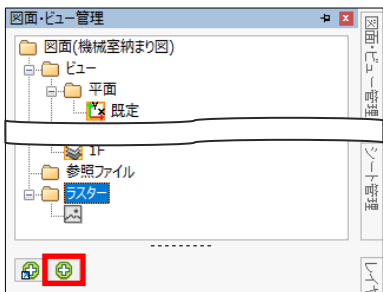 図面・ビュー管理
図面(機械室納まり図)
ビュー
平面
既定
1F
参照ファイル
ラスター
図面・ビュー管理
シート管理
レイヤ